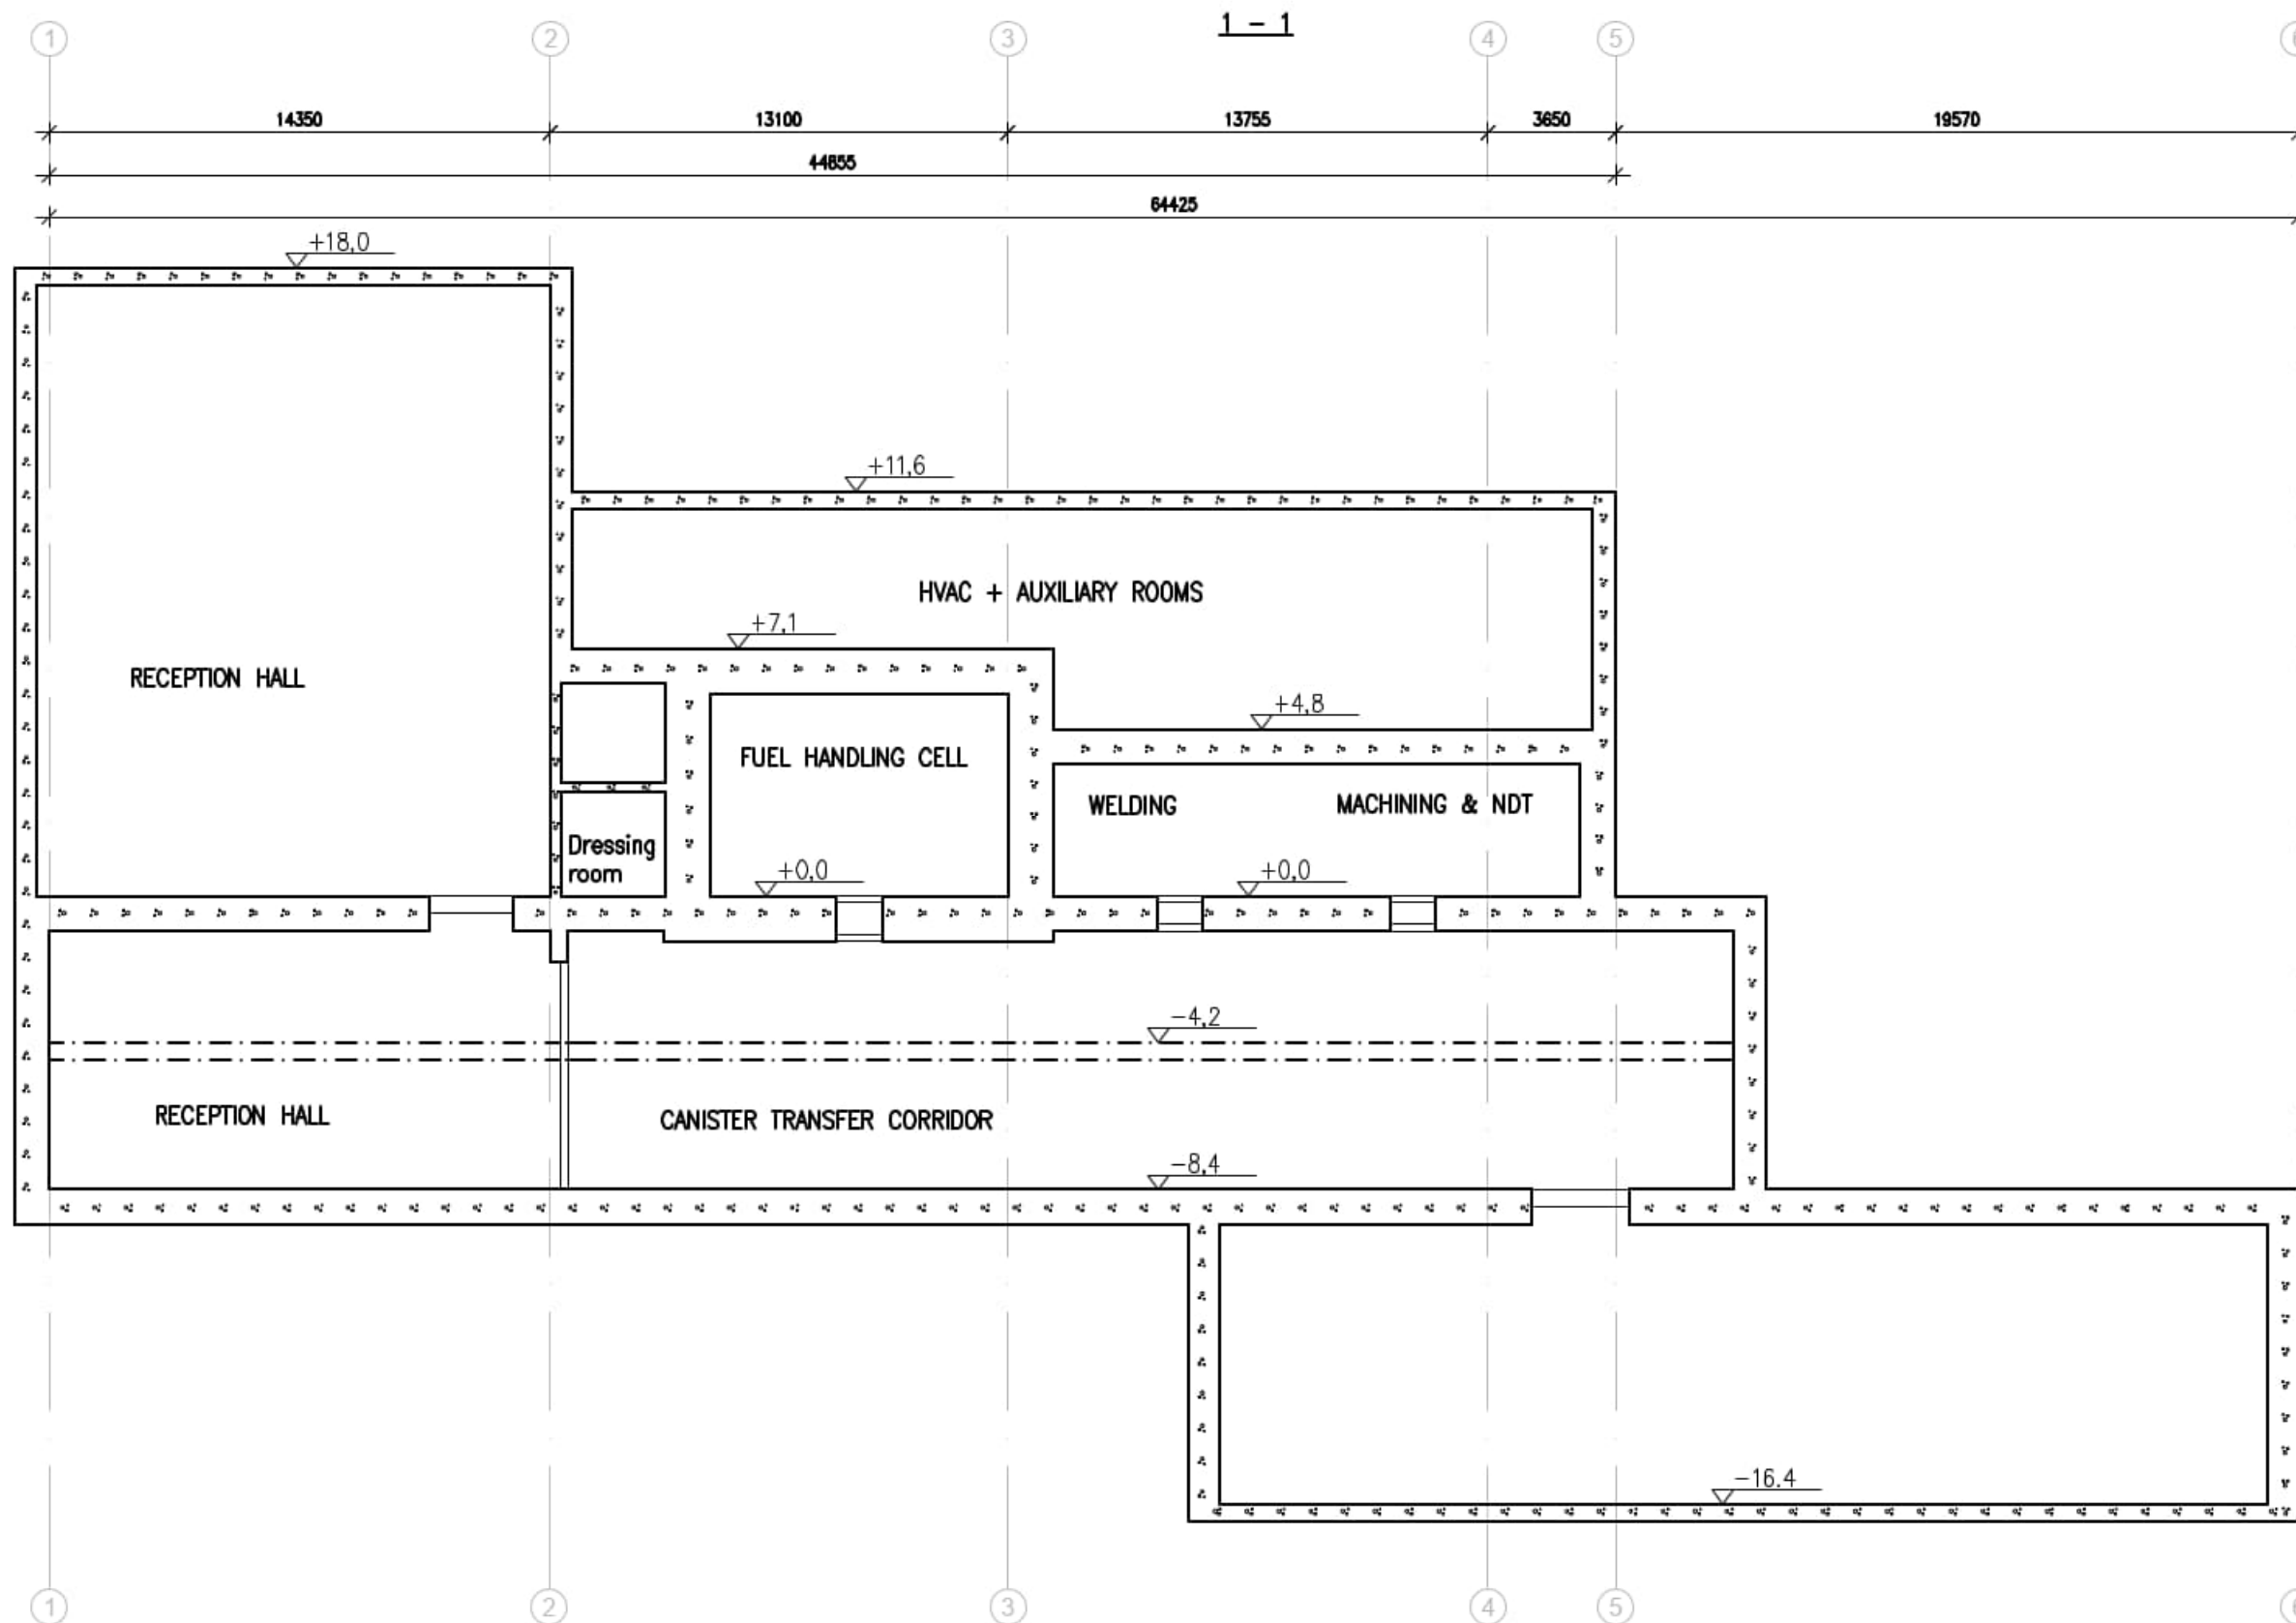 1 - 1
1 2 3 4 5
14350 13100 13755 3650 19570
44855
64425
+18,0
+11,6
HVAC + AUXILIARY ROOMS
+7,1
RECEPTION HALL
+4,8
FUEL HANDLING CELL
WELDING MACHINING & NDT
Dressing
room
+0,0 +0,0
-4,2
RECEPTION HALL CANISTER TRANSFER CORRIDOR
-8,4
-16.4
1 2 3 4 5